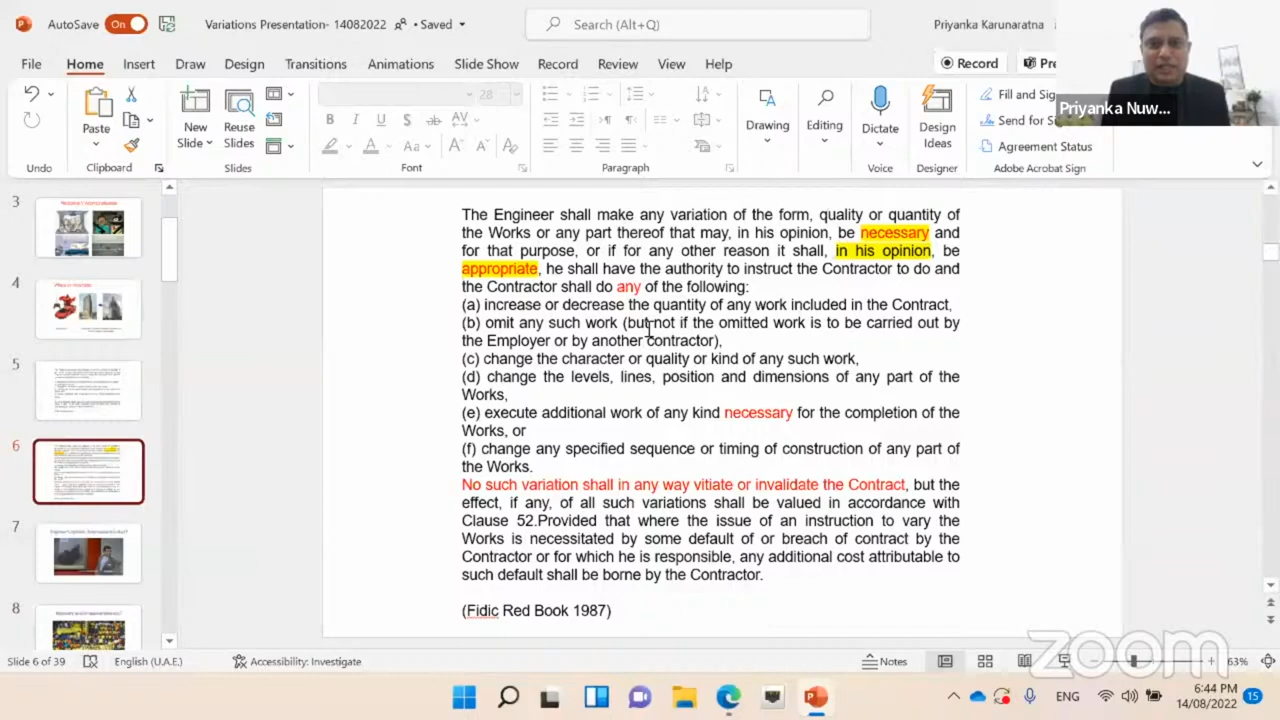 AutoSave On Variations Presentation- 14082022 • Saved Search (Alt+Q) Priyanka Karunaratna
File Home Insert Draw Design Transitions Animations Slide Show Record Review View Help Record Pre
Priyanka Nuw...
28
Paste New Slide Reuse Slides Drawing Editing Dictate Design Ideas
Fill and Sig
Send for Si
Agreement Status
Undo Clipboard Slides Font Paragraph Voice Designer Adobe Acrobat Sign
3
5
6
7
8
The Engineer shall make any variation of the form, quality or quantity of
the Works or any part thereof that may, in his opinion, be necessary and
for that purpose, or if for any other reason it shall, in his opinion, be
appropriate, he shall have the authority to instruct the Contractor to do and
the Contractor shall do any of the following:
(a) increase or decrease the quantity of any work included in the Contract,
(b) omit any such work (but not if the omitted work is to be carried out by
the Employer or by another contractor),
(c) change the character or quality or kind of any such work,
(d) change the levels, lines, position and dimensions of any part of the
Works,
(e) execute additional work of any kind necessary for the completion of the
Works, or
(f) change any specified sequence or timing of construction of any part of
the Works.
No such variation shall in any way vitiate or invalidate the Contract, but the
effect, if any, of all such variations shall be valued in accordance with
Clause 52.Provided that where the issue of an instruction to vary the
Works is necessitated by some default of or breach of contract by the
Contractor or for which he is responsible, any additional cost attributable to
such default shall be borne by the Contractor.
(Fidic Red Book 1987)
zoom
Slide 6 of 39 English (U.A.E.) Accessibility: Investigate Notes 63%
ENG 6:44 PM 15
14/08/2022